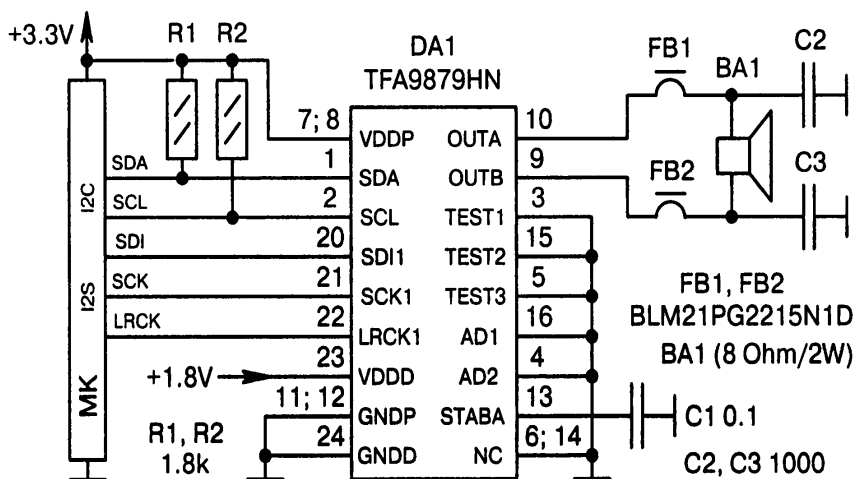 +3.3V
R1 R2
DA1
TFA9879HN
FB1
BA1
C2
7; 8 VDDP OUTA 10
SDA 1 SDA OUTB 9
FB2
C3
I2C
SCL 2 SCL TEST1 3
SDI 20 SDI1 TEST2 15
SCK 21 SCK1 TEST3 5
I2S
LRCK 22 LRCK1 AD1 16
+1.8V 23 VDDD AD2 4
MK
11; 12 GNDP STABA 13
24 GNDD NC 6; 14
R1, R2
1.8k
FB1, FB2
BLM21PG2215N1D
BA1 (8 Ohm/2W)
C1 0.1
C2, C3 1000